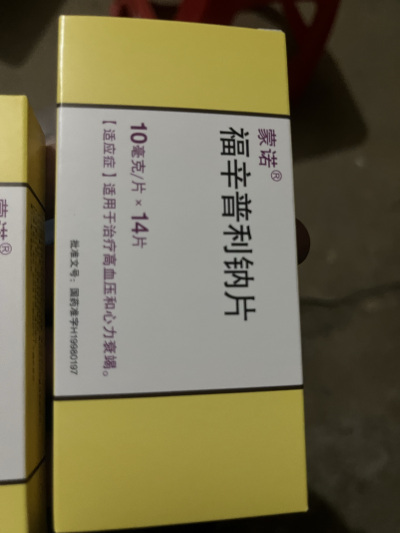 蒙诺®
福辛普利钠片
10毫克/片 × 14片
【适应症】适用于治疗高血压和心力衰竭。
批准文号：国药准字H19980197
蒙诺®